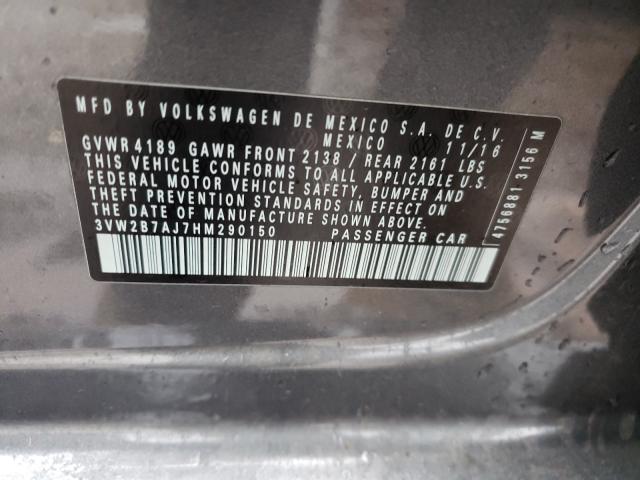 MFD BY VOLKSWAGEN DE MEXICO S.A. DE C.V.
MEXICO 11/16
GVWR 4189 GAWR FRONT 2138 / REAR 2161 LBS
THIS VEHICLE CONFORMS TO ALL APPLICABLE U.S.
FEDERAL MOTOR VEHICLE SAFETY, BUMPER AND
THEFT PREVENTION STANDARDS IN EFFECT ON
THE DATE OF MANUFACTURE SHOWN ABOVE.
3VW2B7AJ7HM290150 PASSENGER CAR
4756881 3156 M